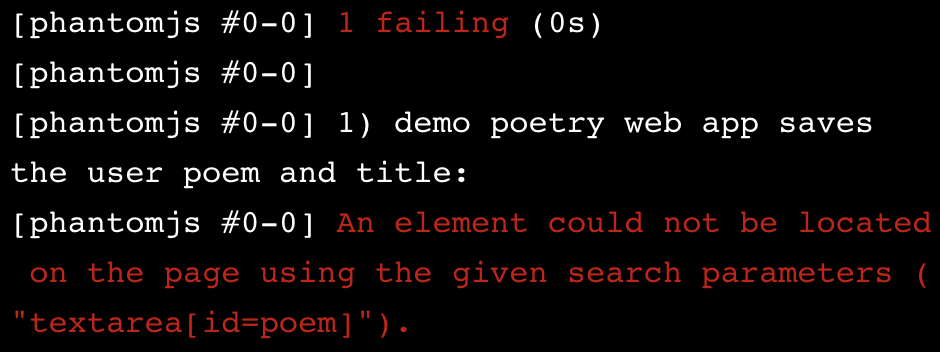 [phantomjs #0-0] 1 failing (0s)
[phantomjs #0-0]
[phantomjs #0-0] 1) demo poetry web app saves
the user poem and title:
[phantomjs #0-0] An element could not be located
on the page using the given search parameters (
"textarea[id=poem]").